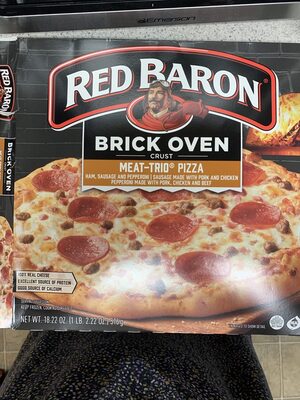 Emerson
RED BARON
BRICK OVEN
CRUST
MEAT-TRIO® PIZZA
HAM, SAUSAGE AND PEPPERONI | SAUSAGE MADE WITH PORK AND CHICKEN
PEPPERONI MADE WITH PORK, CHICKEN AND BEEF
100% REAL CHEESE
EXCELLENT SOURCE OF PROTEIN
GOOD SOURCE OF CALCIUM
KEEP FROZEN
NET WT. 18.22 OZ. (1 LB. 2.22 OZ.) 516g
RED BARON
BRICK OVEN